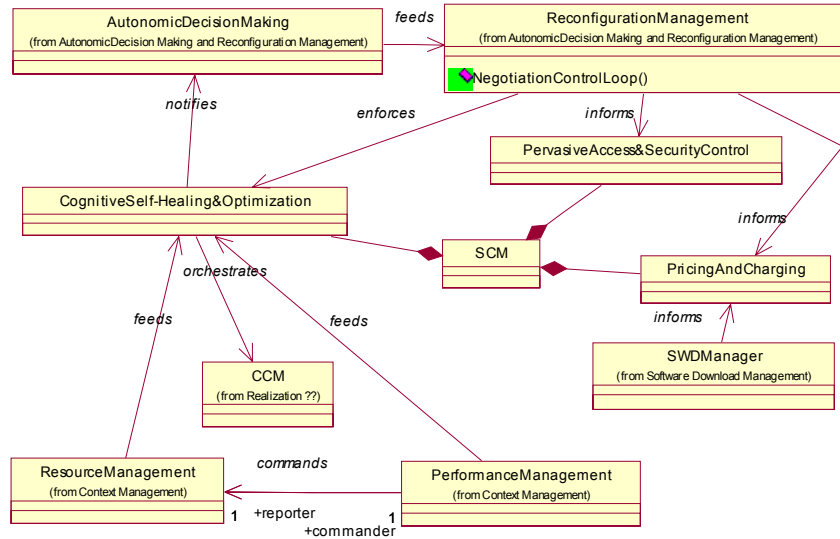 AutonomicDecisionMaking
(from AutonomicDecision Making and Reconfiguration Management)
feeds
ReconfigurationManagement
(from AutonomicDecision Making and Reconfiguration Management)
NegotiationControlLoop()
notifies
enforces
informs
PervasiveAccess&SecurityControl
CognitiveSelf-Healing&Optimization
informs
SCM
PricingAndCharging
orchestrates
feeds
feeds
informs
SWDManager
(from Software Download Management)
CCM
(from Realization ??)
ResourceManagement
(from Context Management)
commands
PerformanceManagement
(from Context Management)
1
+reporter
1
+commander